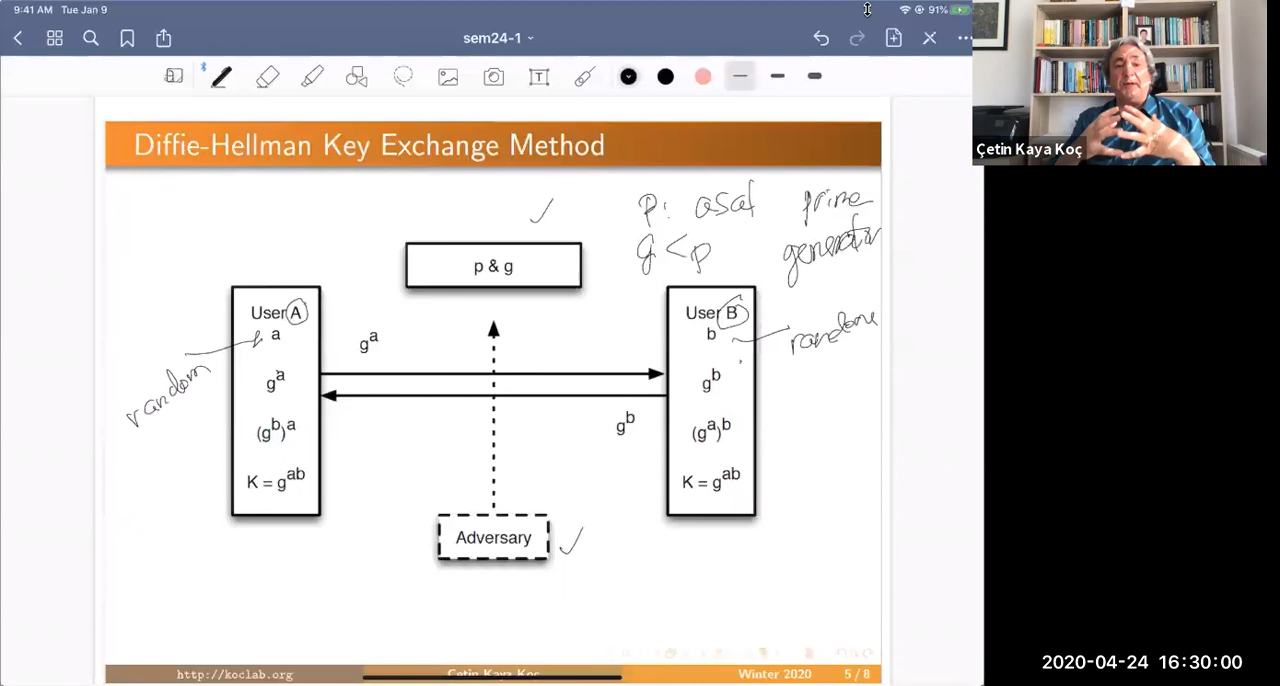 9:41 AM Tue Jan 9
91%
sem24-1
T
Çetin Kaya Koç
Diffie-Hellman Key Exchange Method
p: asal prime
g < p generator
p & g
User A
a
g^a
(g^b)^a
K = g^ab
random
g^a
g^b
User B
b
g^b
(g^a)^b
K = g^ab
random
Adversary
http://koclab.org
Çetin Kaya Koç
Winter 2020
5 / 8
2020-04-24 16:30:00